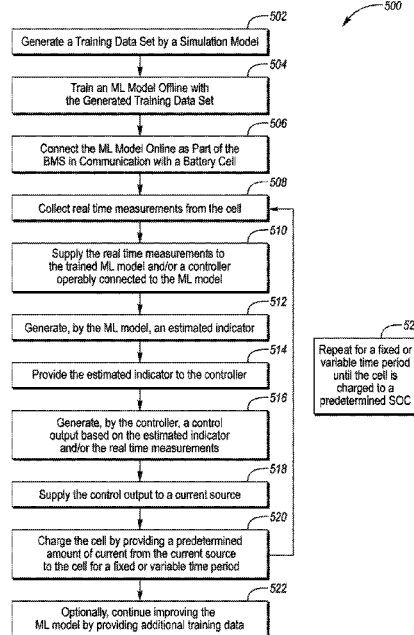 500
502
Generate a Training Data Set by a Simulation Model
504
Train an ML Model Offline with
the Generated Training Data Set
506
Connect the ML Model Online as Part of the
BMS in Communication with a Battery Cell
508
Collect real time measurements from the cell
510
Supply the real time measurements to
the trained ML model and/or a controller
operably connected to the ML model
512
Generate, by the ML model, an estimated indicator
514
Provide the estimated indicator to the controller
516
Generate, by the controller, a control
output based on the estimated indicator
and/or the real time measurements
518
Supply the control output to a current source
520
Charge the cell by providing a predetermined
amount of current from the current source
to the cell for a fixed or variable time period
522
Optionally, continue improving the
ML model by providing additional training data
Repeat for a fixed or
variable time period
until the cell is
charged to a
predetermined SOC